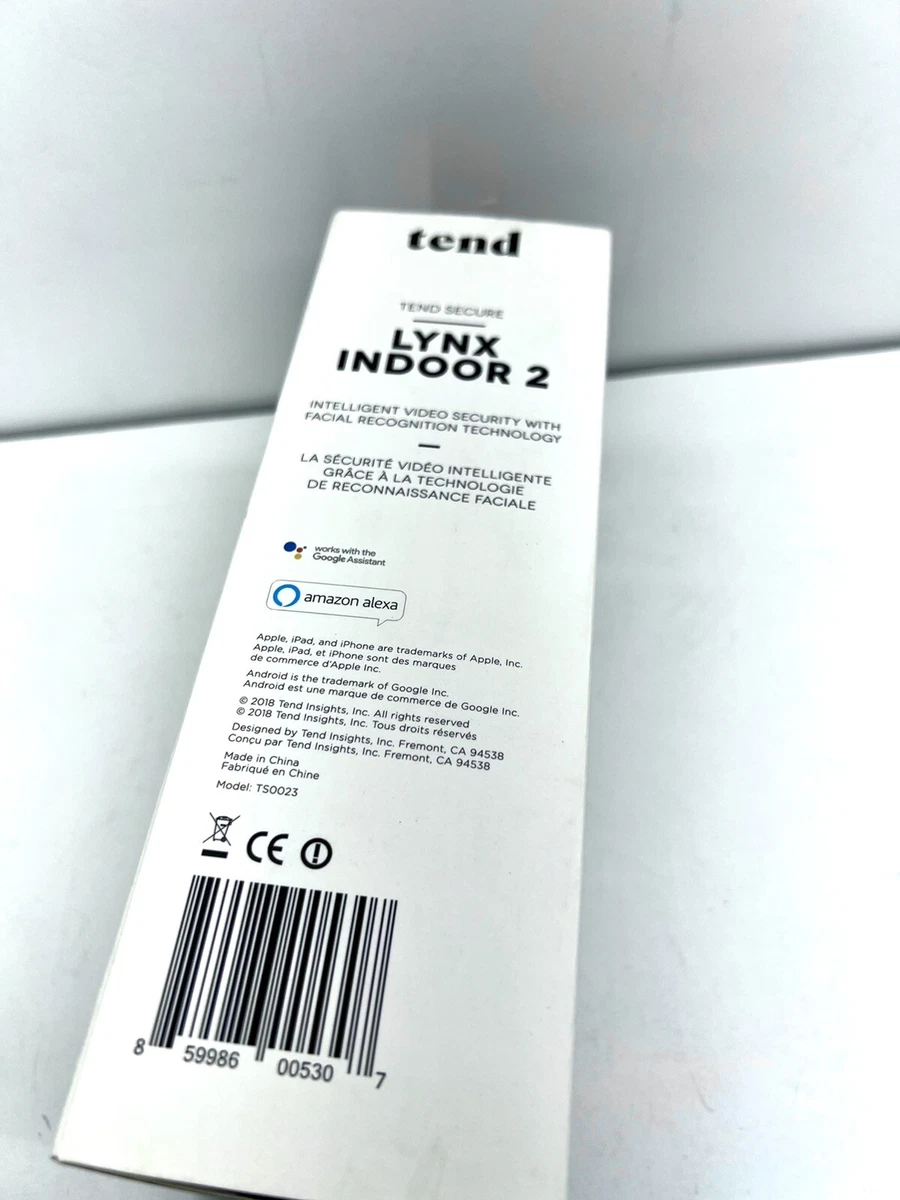 tend
TEND SECURE
LYNX
INDOOR 2
INTELLIGENT VIDEO SECURITY WITH
FACIAL RECOGNITION TECHNOLOGY
LA SÉCURITÉ VIDÉO INTELLIGENTE
GRÂCE À LA TECHNOLOGIE
DE RECONNAISSANCE FACIALE
works with the
Google Assistant
amazon alexa
Apple, iPad, and iPhone are trademarks of Apple, Inc.
Apple, iPad, et iPhone sont des marques
de commerce d'Apple Inc.
Android is the trademark of Google Inc.
Android est une marque de commerce de Google Inc.
© 2018 Tend Insights, Inc. All rights reserved
© 2018 Tend Insights, Inc. Tous droits réservés
Designed by Tend Insights, Inc. Fremont, CA 94538
Conçu par Tend Insights, Inc. Fremont, CA 94538
Made in China
Fabriqué en Chine
Model: TS0023
CE
8 59986 00530 7